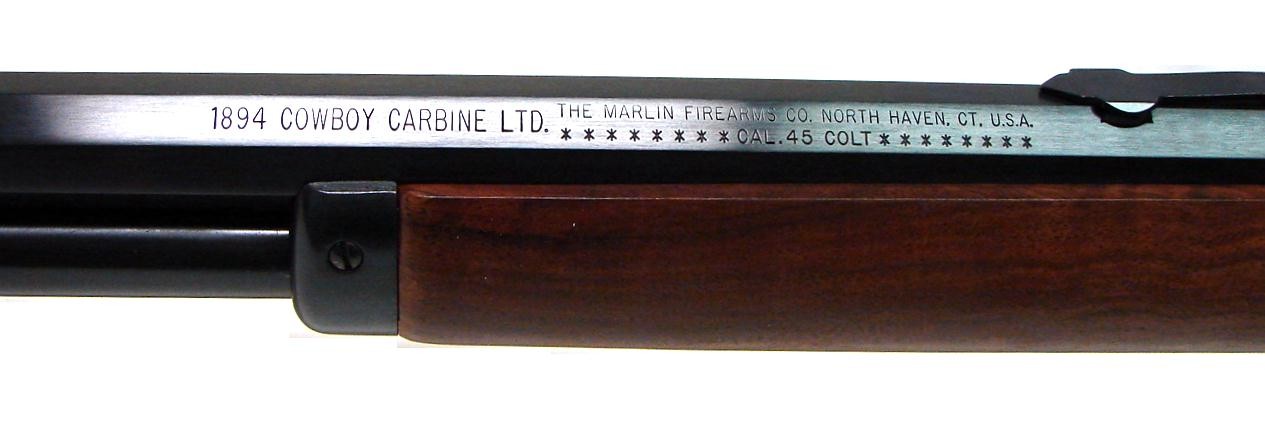 1894 COWBOY CARBINE LTD.
THE MARLIN FIREARMS CO. NORTH HAVEN, CT. U.S.A.
********CAL.45 COLT********